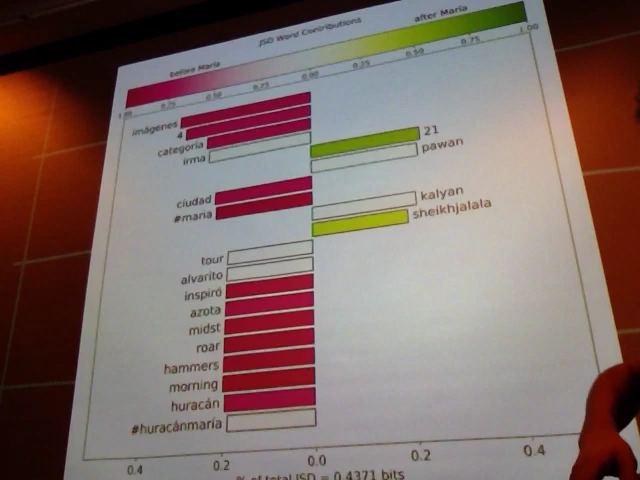 JSD Word Contributions
before Maria after Maria
1.00 0.75 0.50 0.25 0.00 0.25 0.50 0.75 1.00
imágenes
4
categoría 21
irma pawan
ciudad kalyan
#maria sheikhjalala
tour
alvarito
inspiró
azota
midst
roar
hammers
morning
huracán
#huracánmaría
0.4 0.2 0.0 0.2 0.4
% of total JSD = 0.4371 bits